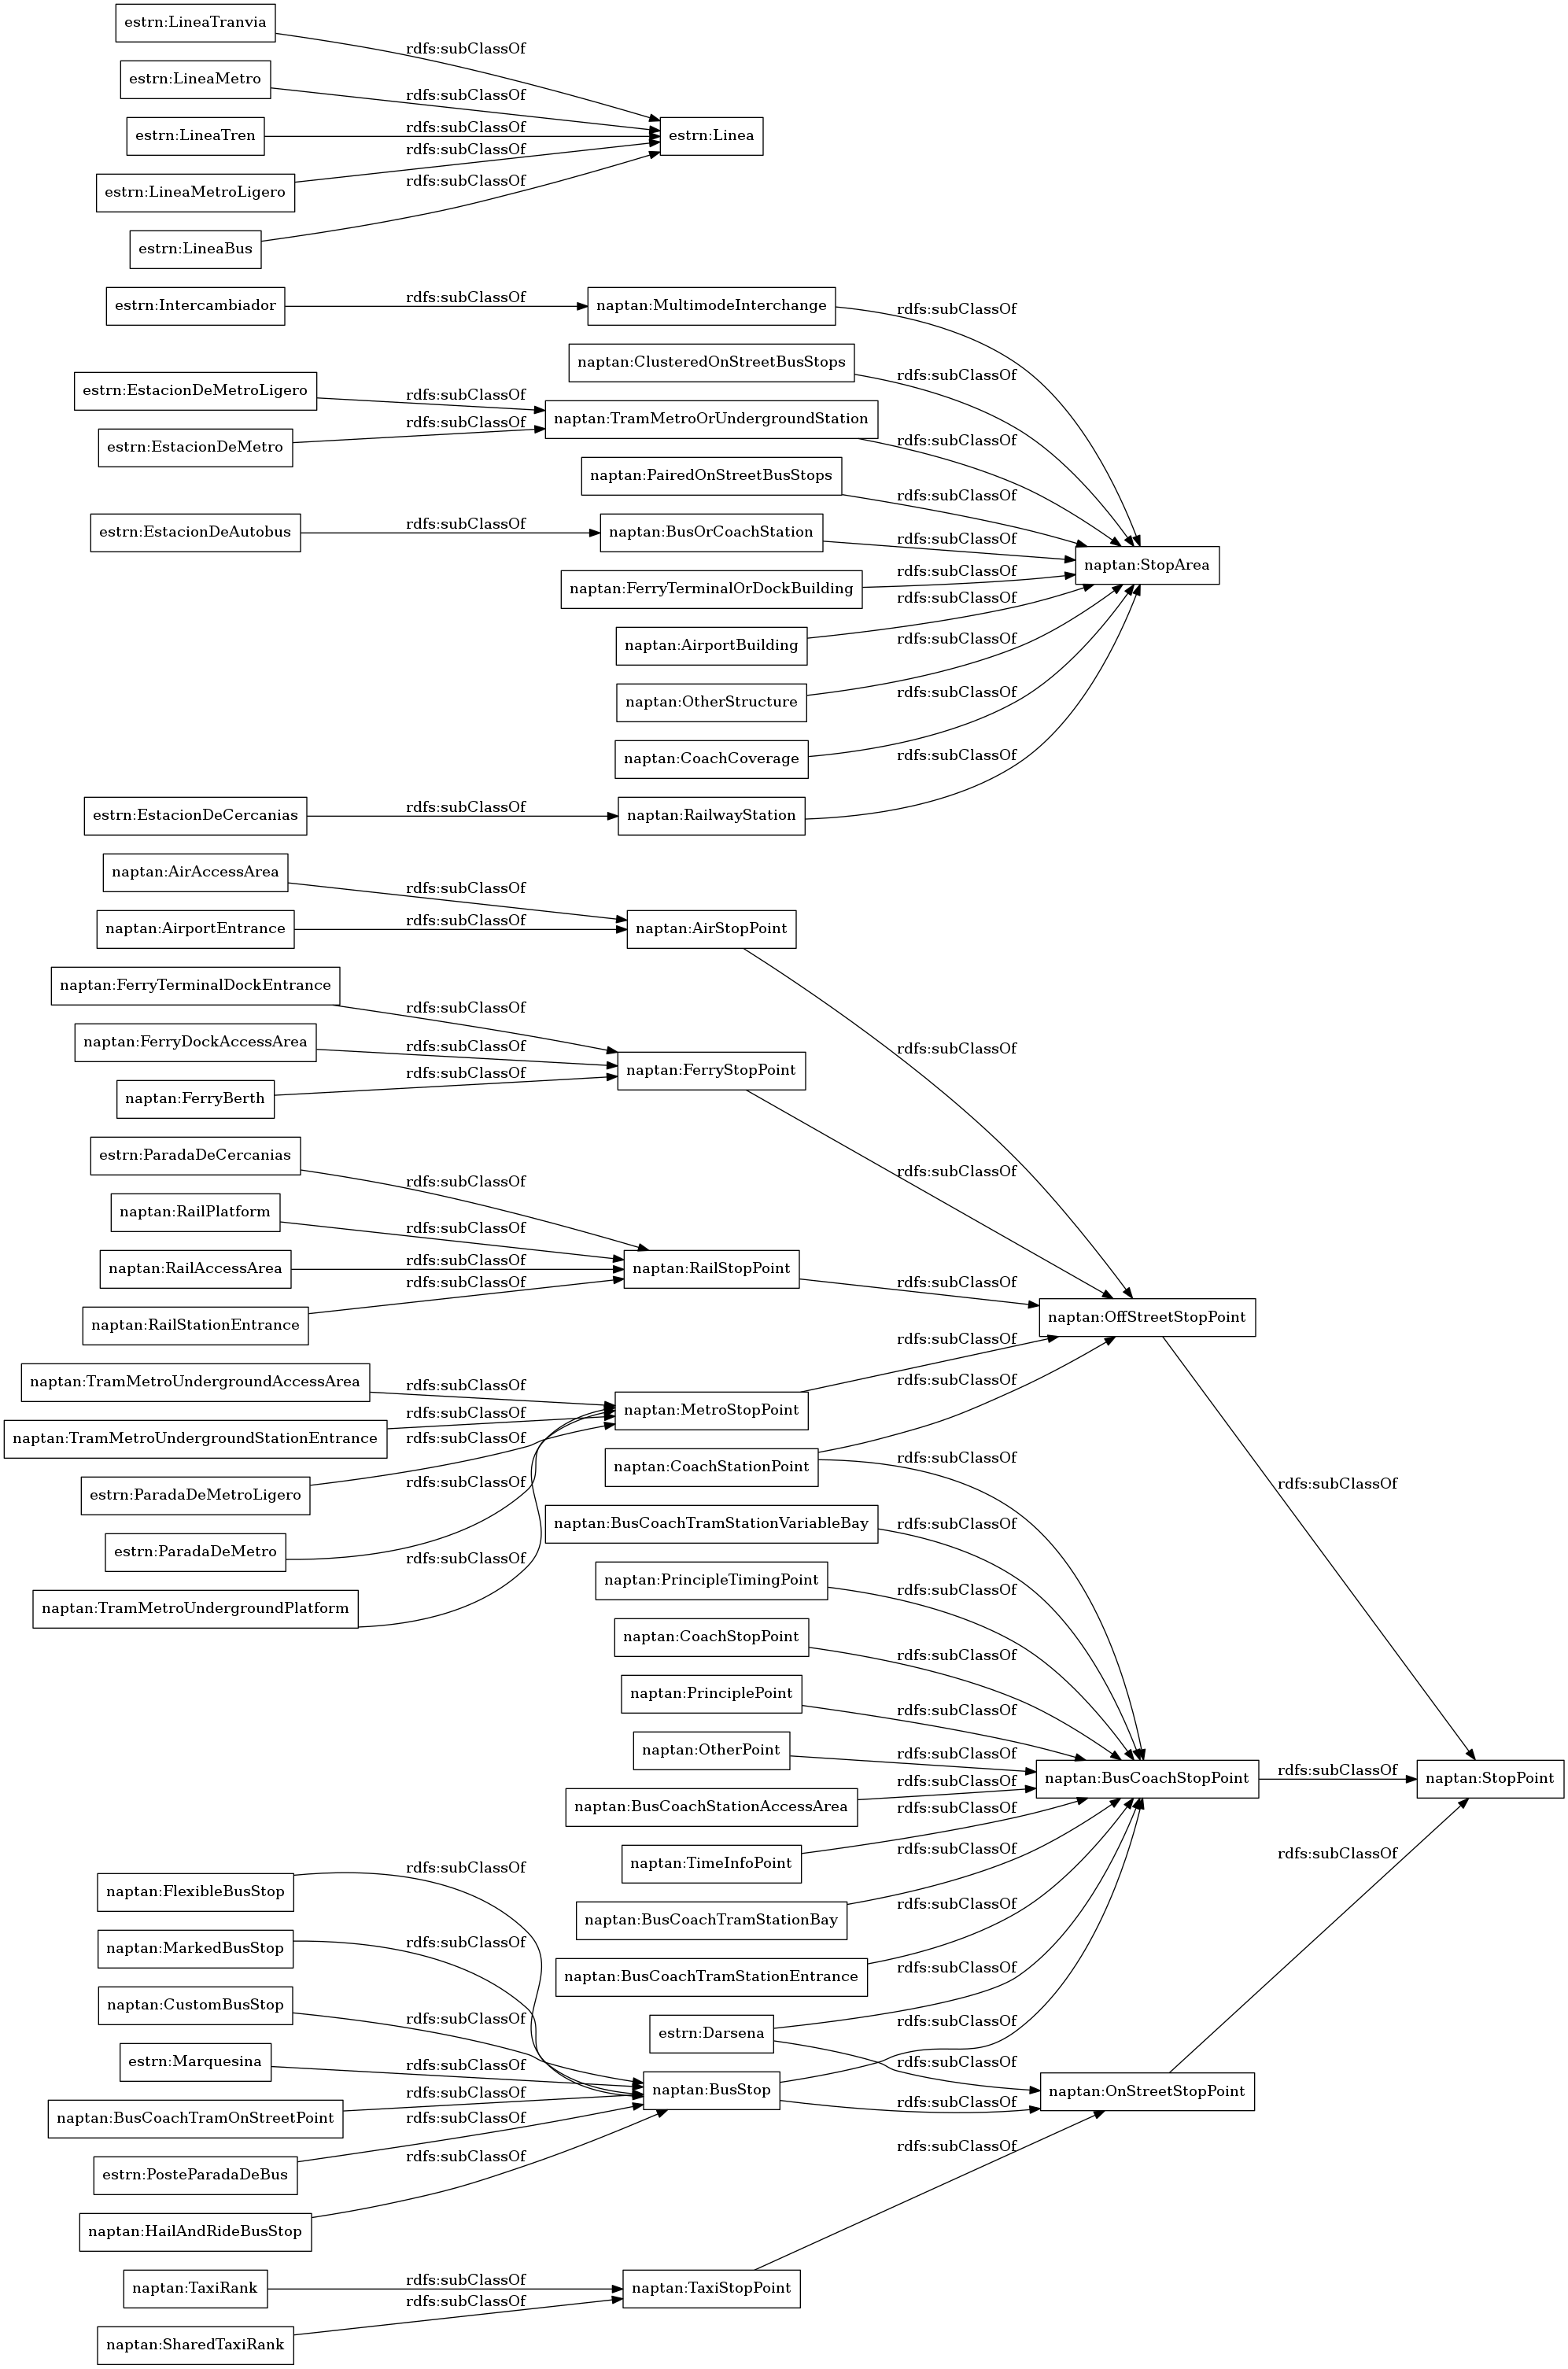 estrn:LineaTranvia
rdfs:subClassOf
estrn:LineaMetro
rdfs:subClassOf
estrn:LineaTren
rdfs:subClassOf
estrn:Linea
rdfs:subClassOf
estrn:LineaMetroLigero
rdfs:subClassOf
estrn:LineaBus
estrn:Intercambiador
rdfs:subClassOf
naptan:MultimodeInterchange
rdfs:subClassOf
naptan:ClusteredOnStreetBusStops
rdfs:subClassOf
estrn:EstacionDeMetroLigero
rdfs:subClassOf
naptan:TramMetroOrUndergroundStation
rdfs:subClassOf
estrn:EstacionDeMetro
rdfs:subClassOf
naptan:PairedOnStreetBusStops
rdfs:subClassOf
estrn:EstacionDeAutobus
rdfs:subClassOf
naptan:BusOrCoachStation
rdfs:subClassOf
naptan:StopArea
naptan:FerryTerminalOrDockBuilding
rdfs:subClassOf
rdfs:subClassOf
naptan:AirportBuilding
rdfs:subClassOf
naptan:OtherStructure
rdfs:subClassOf
naptan:CoachCoverage
rdfs:subClassOf
estrn:EstacionDeCercanias
rdfs:subClassOf
naptan:RailwayStation
naptan:AirAccessArea
rdfs:subClassOf
naptan:AirportEntrance
rdfs:subClassOf
naptan:AirStopPoint
naptan:FerryTerminalDockEntrance
rdfs:subClassOf
naptan:FerryDockAccessArea
rdfs:subClassOf
rdfs:subClassOf
naptan:FerryStopPoint
rdfs:subClassOf
naptan:FerryBerth
estrn:ParadaDeCercanias
rdfs:subClassOf
rdfs:subClassOf
naptan:RailPlatform
rdfs:subClassOf
naptan:RailAccessArea
rdfs:subClassOf
naptan:RailStopPoint
rdfs:subClassOf
rdfs:subClassOf
naptan:RailStationEntrance
naptan:OffStreetStopPoint
rdfs:subClassOf
naptan:TramMetroUndergroundAccessArea
rdfs:subClassOf
rdfs:subClassOf
naptan:MetroStopPoint
rdfs:subClassOf
naptan:TramMetroUndergroundStationEntrance
rdfs:subClassOf
naptan:CoachStationPoint
rdfs:subClassOf
estrn:ParadaDeMetroLigero
rdfs:subClassOf
rdfs:subClassOf
naptan:BusCoachTramStationVariableBay
rdfs:subClassOf
estrn:ParadaDeMetro
rdfs:subClassOf
naptan:PrincipleTimingPoint
rdfs:subClassOf
naptan:TramMetroUndergroundPlatform
naptan:CoachStopPoint
rdfs:subClassOf
naptan:PrinciplePoint
rdfs:subClassOf
naptan:OtherPoint
rdfs:subClassOf
naptan:BusCoachStopPoint
rdfs:subClassOf
naptan:StopPoint
rdfs:subClassOf
naptan:BusCoachStationAccessArea
rdfs:subClassOf
naptan:TimeInfoPoint
rdfs:subClassOf
rdfs:subClassOf
rdfs:subClassOf
naptan:FlexibleBusStop
naptan:BusCoachTramStationBay
rdfs:subClassOf
naptan:MarkedBusStop
rdfs:subClassOf
naptan:BusCoachTramStationEntrance
rdfs:subClassOf
naptan:CustomBusStop
rdfs:subClassOf
estrn:Darsena
rdfs:subClassOf
estrn:Marquesina
rdfs:subClassOf
rdfs:subClassOf
naptan:BusStop
rdfs:subClassOf
naptan:OnStreetStopPoint
rdfs:subClassOf
naptan:BusCoachTramOnStreetPoint
rdfs:subClassOf
rdfs:subClassOf
estrn:PosteParadaDeBus
rdfs:subClassOf
naptan:HailAndRideBusStop
naptan:TaxiRank
rdfs:subClassOf
naptan:TaxiStopPoint
rdfs:subClassOf
naptan:SharedTaxiRank